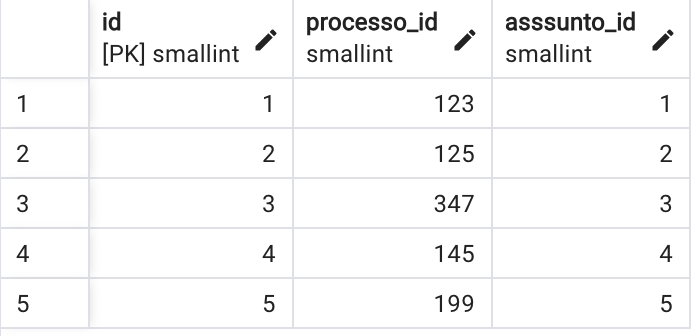 id processo_id asssunto_id
[PK] smallint smallint smallint
1 1 123 1
2 2 125 2
3 3 347 3
4 4 145 4
5 5 199 5